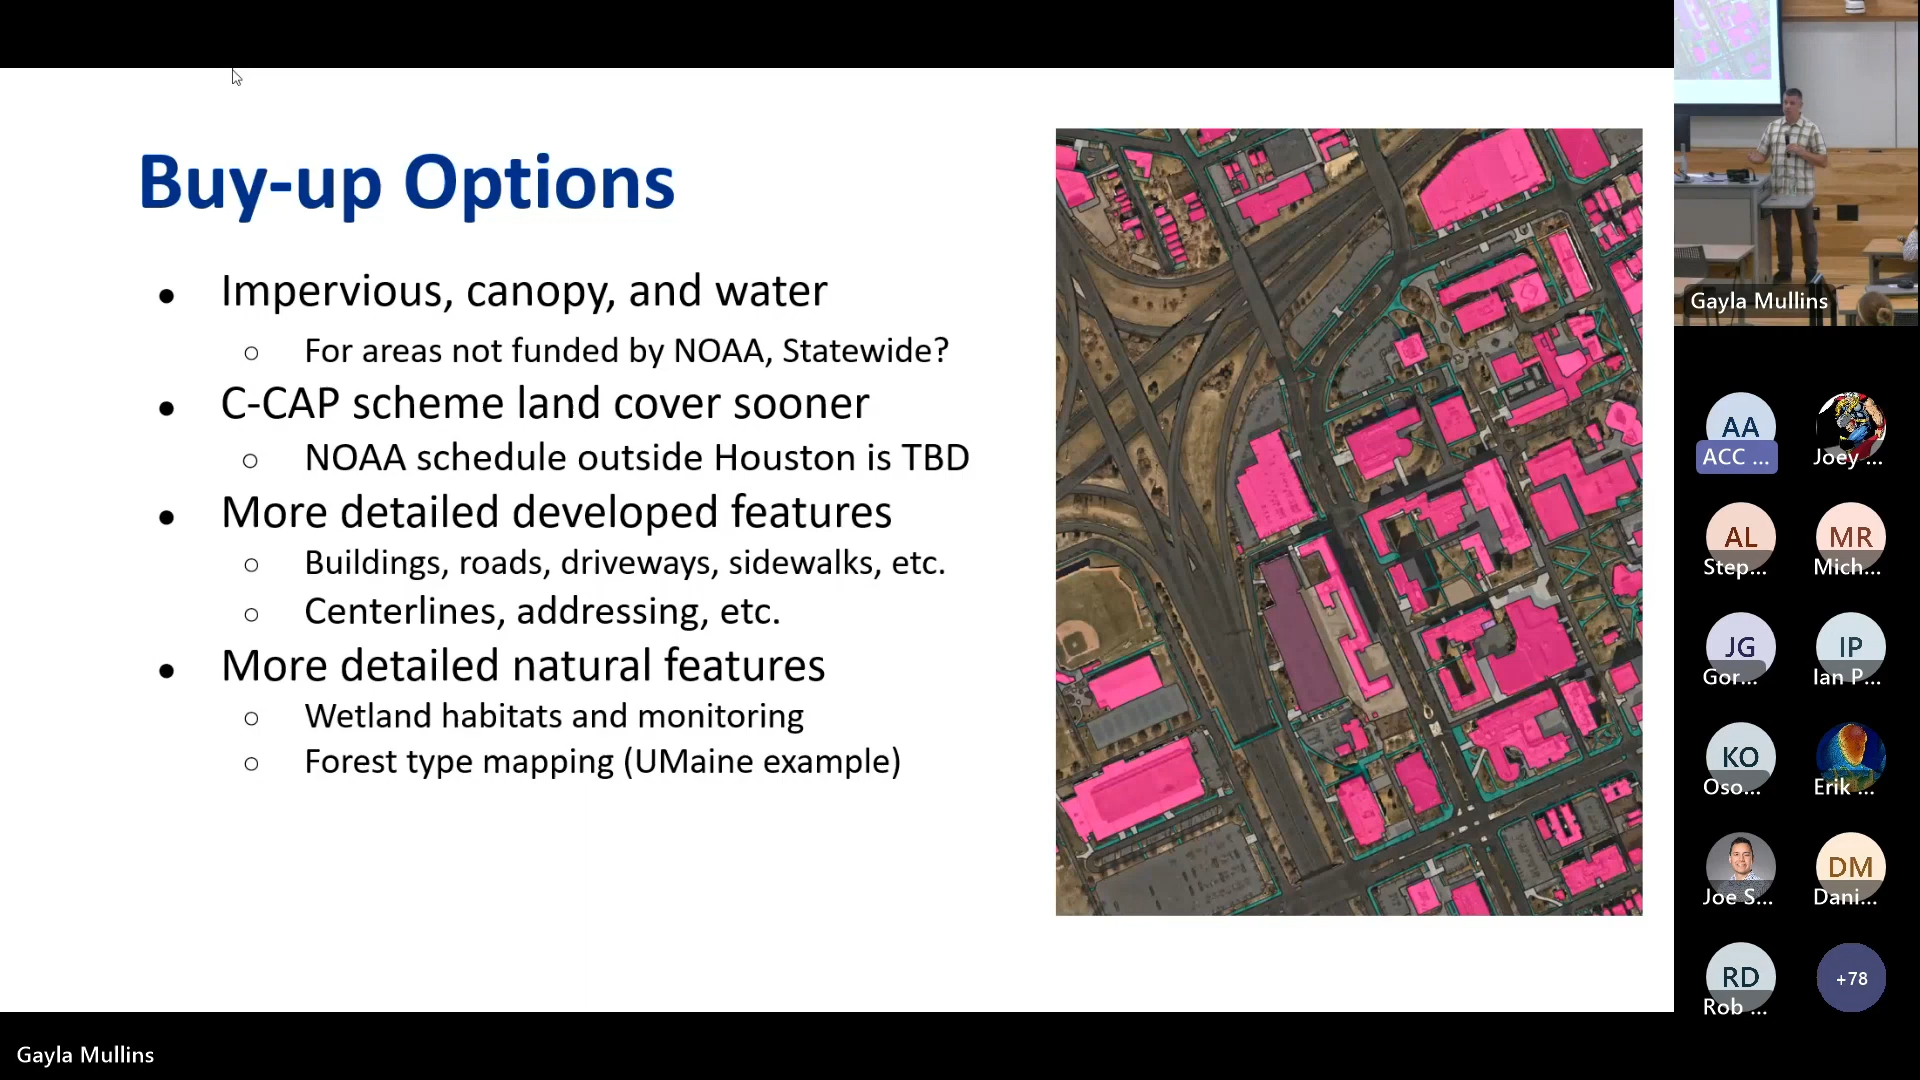 Buy-up Options
● Impervious, canopy, and water
○ For areas not funded by NOAA, Statewide?
● C-CAP scheme land cover sooner
○ NOAA schedule outside Houston is TBD
● More detailed developed features
○ Buildings, roads, driveways, sidewalks, etc.
○ Centerlines, addressing, etc.
● More detailed natural features
○ Wetland habitats and monitoring
○ Forest type mapping (UMaine example)
Gayla Mullins
AA
ACC ...
Joey ...
AL
Step...
MR
Mich...
JG
Gor...
IP
Ian P...
KO
Oso...
Erik ...
Joe S...
DM
Dani...
RD
Rob ...
+78
Gayla Mullins